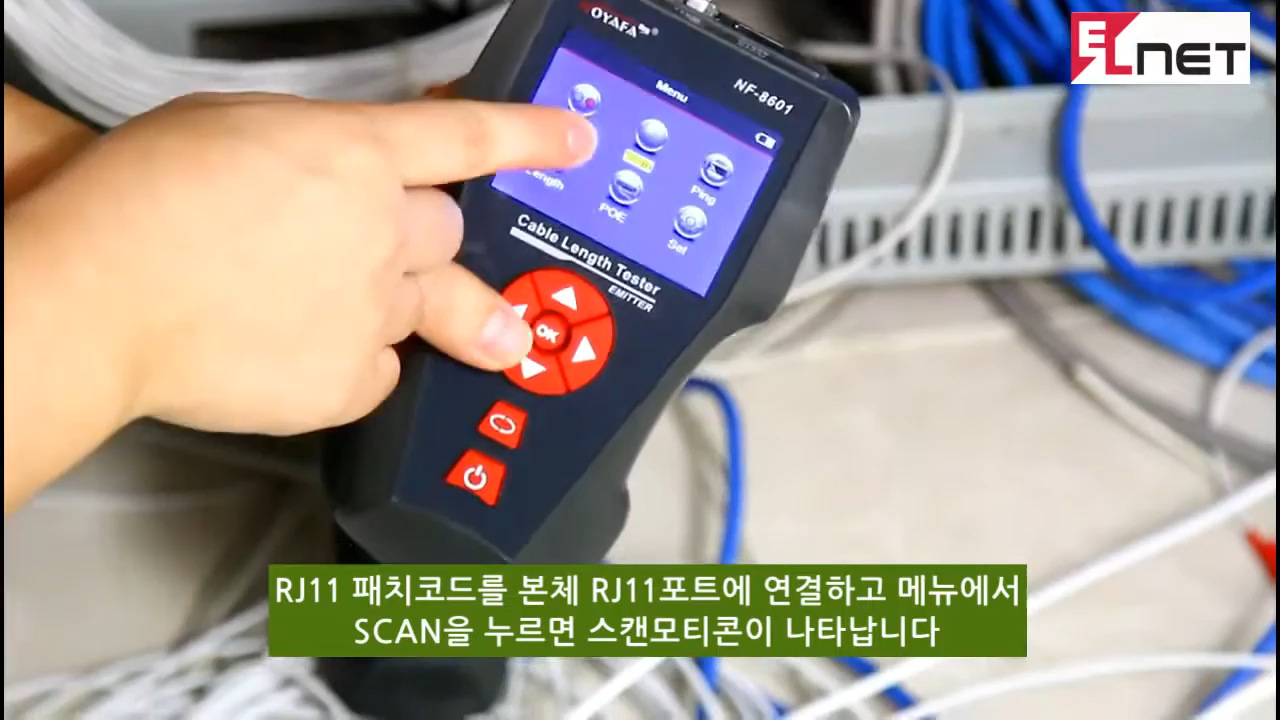 ELNET
NOYAFA®
NF-8601
Menu
Length
POE
Ping
Set
Cable Length Tester
EMITTER
OK
RJ11 패치코드를 본체 RJ11포트에 연결하고 메뉴에서
SCAN을 누르면 스캔모티콘이 나타납니다